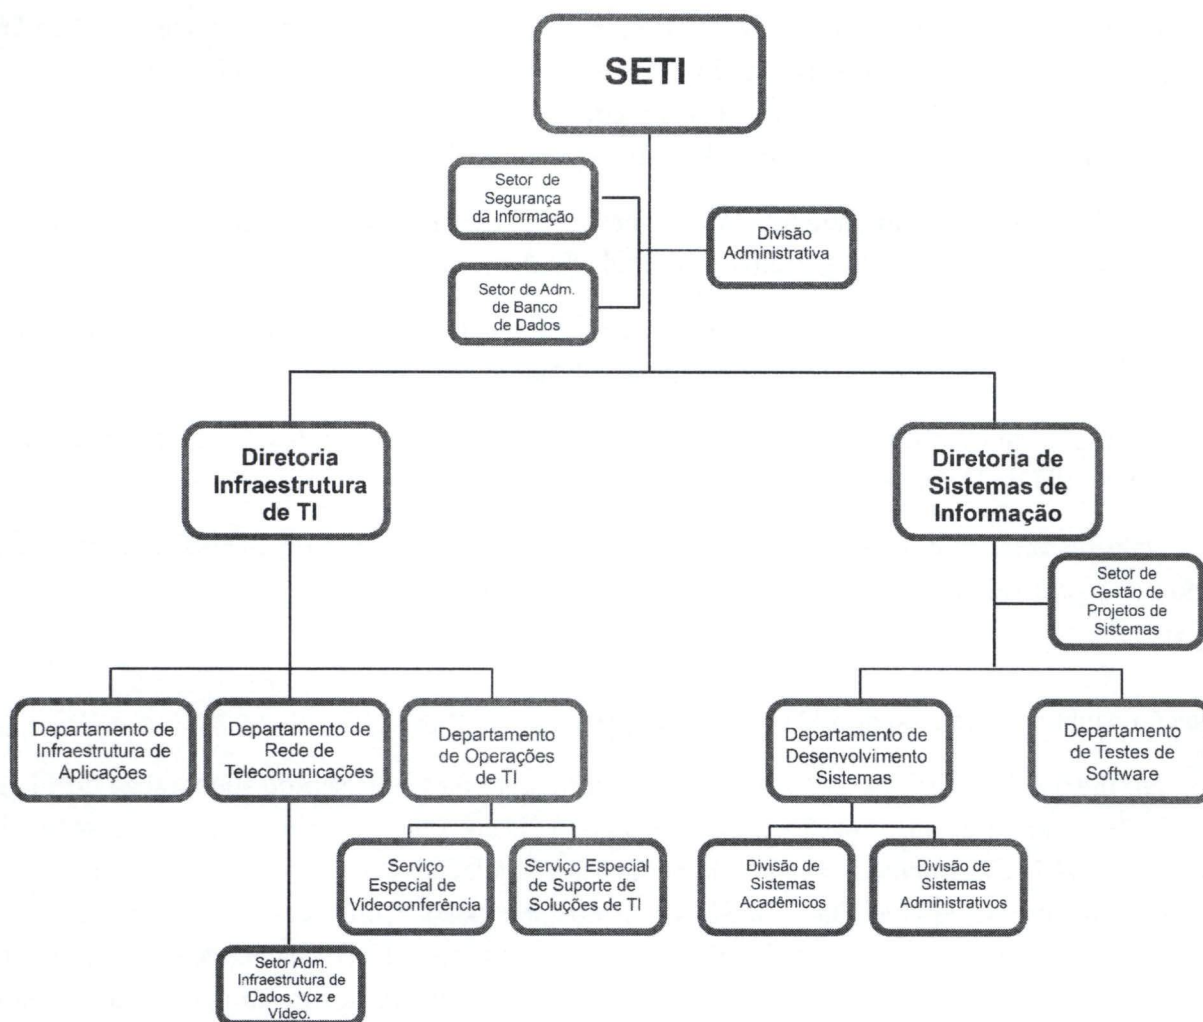 SETI
Setor de
Segurança
da Informação
Divisão
Administrativa
Setor de Adm.
de Banco
de Dados
Diretoria
Infraestrutura
de TI
Diretoria de
Sistemas de
Informação
Setor de
Gestão de
Projetos de
Sistemas
Departamento de
Infraestrutura de
Aplicações
Departamento de
Rede de
Telecomunicações
Departamento
de Operações
de TI
Departamento de
Desenvolvimento
Sistemas
Departamento
de Testes de
Software
Serviço
Especial de
Videoconferência
Serviço Especial
de Suporte de
Soluções de TI
Divisão de
Sistemas
Acadêmicos
Divisão de
Sistemas
Administrativos
Setor Adm.
Infraestrutura de
Dados, Voz e
Vídeo.